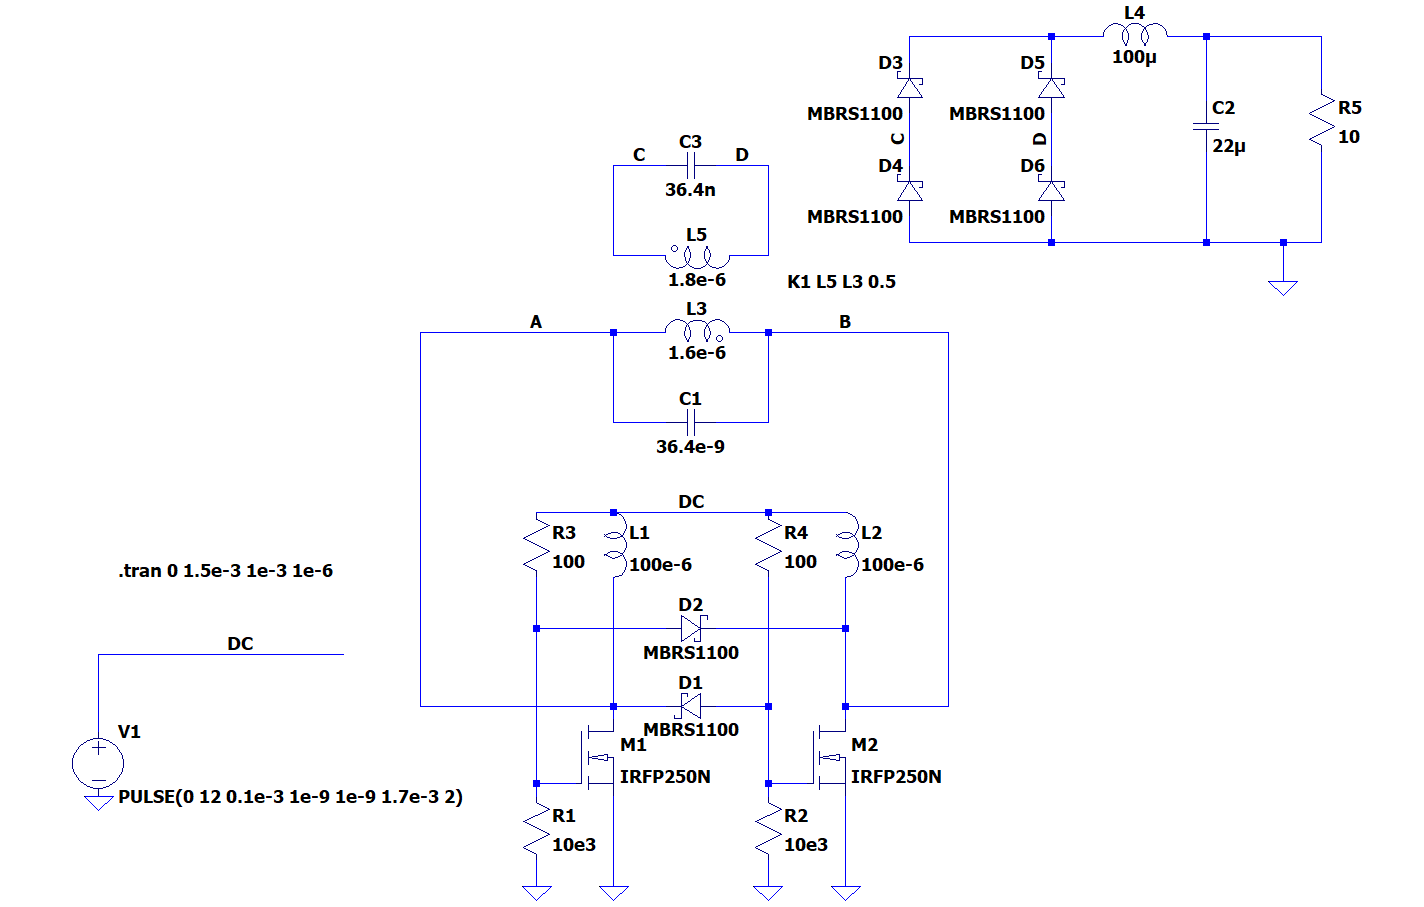 L4
100µ
D3
D5
MBRS1100
MBRS1100
C2
22µ
R5
10
C
D
C3
C
D
36.4n
D4
D6
MBRS1100
MBRS1100
L5
1.8e-6
K1 L5 L3 0.5
L3
A
B
1.6e-6
C1
36.4e-9
DC
R3
100
L1
100e-6
R4
100
L2
100e-6
.tran 0 1.5e-3 1e-3 1e-6
D2
MBRS1100
DC
D1
MBRS1100
V1
PULSE(0 12 0.1e-3 1e-9 1e-9 1.7e-3 2)
M1
IRFP250N
M2
IRFP250N
R1
10e3
R2
10e3